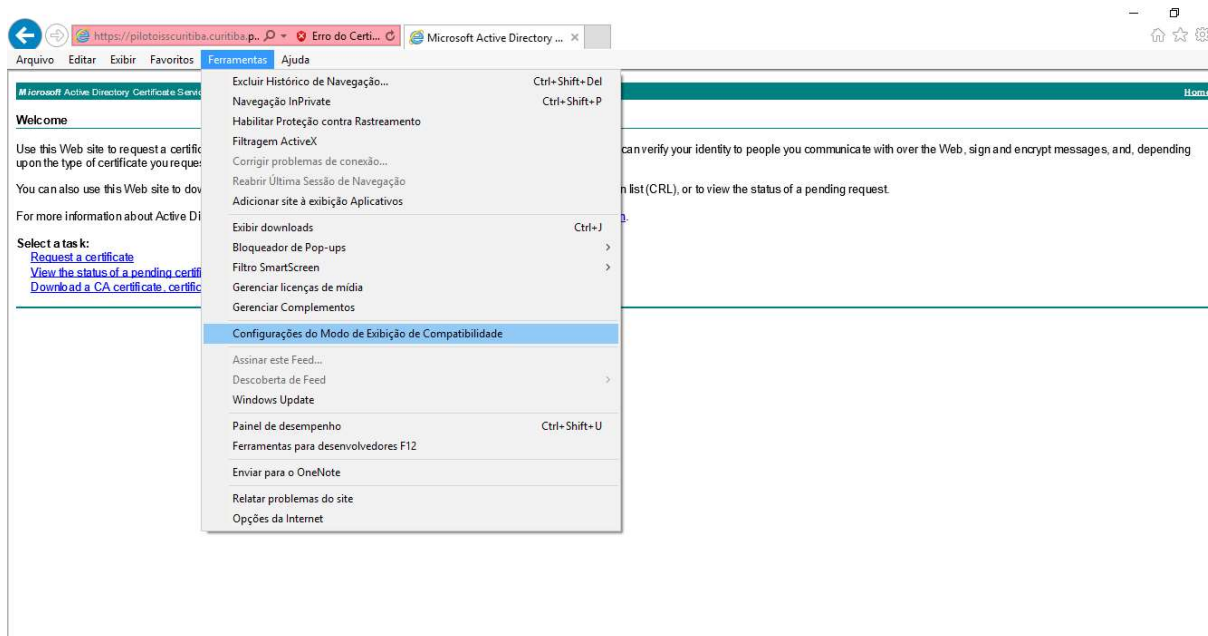 https://pilotoisscuritiba.curitiba.p.. Erro do Certi... Microsoft Active Directory ...
Arquivo Editar Exibir Favoritos Ferramentas Ajuda
Microsoft Active Directory Certificate Servic
Home
Welcome
Use this Web site to request a certific
can verify your identity to people you communicate with over the Web, sign and encrypt messages, and, depending
upon the type of certificate you reques
You can also use this Web site to dow
n list (CRL), or to view the status of a pending request.
For more information about Active Di
n.
Select a task:
Request a certificate
View the status of a pending certifi
Download a CA certificate, certific
Excluir Histórico de Navegação... Ctrl+Shift+Del
Navegação InPrivate Ctrl+Shift+P
Habilitar Proteção contra Rastreamento
Filtragem ActiveX
Corrigir problemas de conexão...
Reabrir Última Sessão de Navegação
Adicionar site à exibição Aplicativos
Exibir downloads Ctrl+J
Bloqueador de Pop-ups
Filtro SmartScreen
Gerenciar licenças de mídia
Gerenciar Complementos
Configurações do Modo de Exibição de Compatibilidade
Assinar este Feed...
Descoberta de Feed
Windows Update
Painel de desempenho Ctrl+Shift+U
Ferramentas para desenvolvedores F12
Enviar para o OneNote
Relatar problemas do site
Opções da Internet